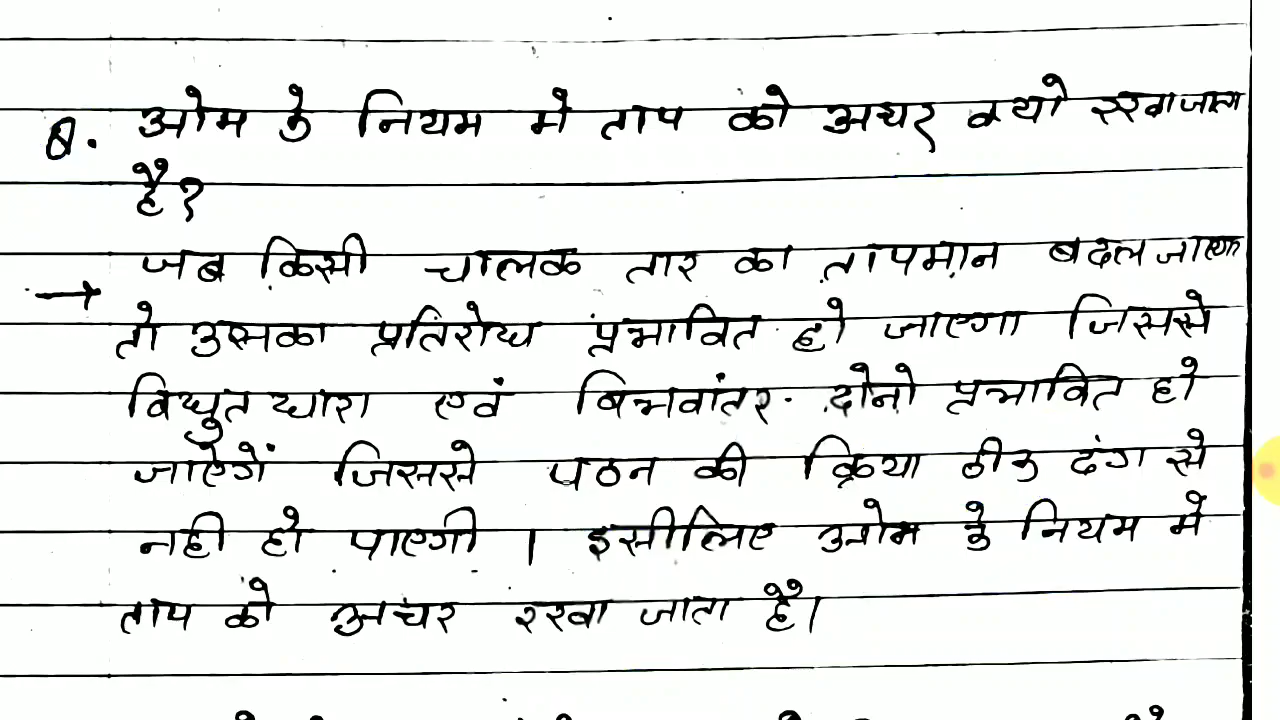 Q. ओम के नियम मे ताप को अचर क्यो रखा जाता
है?
→ जब किसी चालक तार का तापमान बदल जाएगा
तो उसका प्रतिरोध प्रभावित हो जाएगा जिससे
विधुत धारा एवं बिभवांतर दोनो प्रभावित हो
जाऐगें जिससे पठन की क्रिया ठीक ढंग से
नही हो पाएगी । इसीलिए ओम के नियम मे
ताप को अचर रखा जाता है।